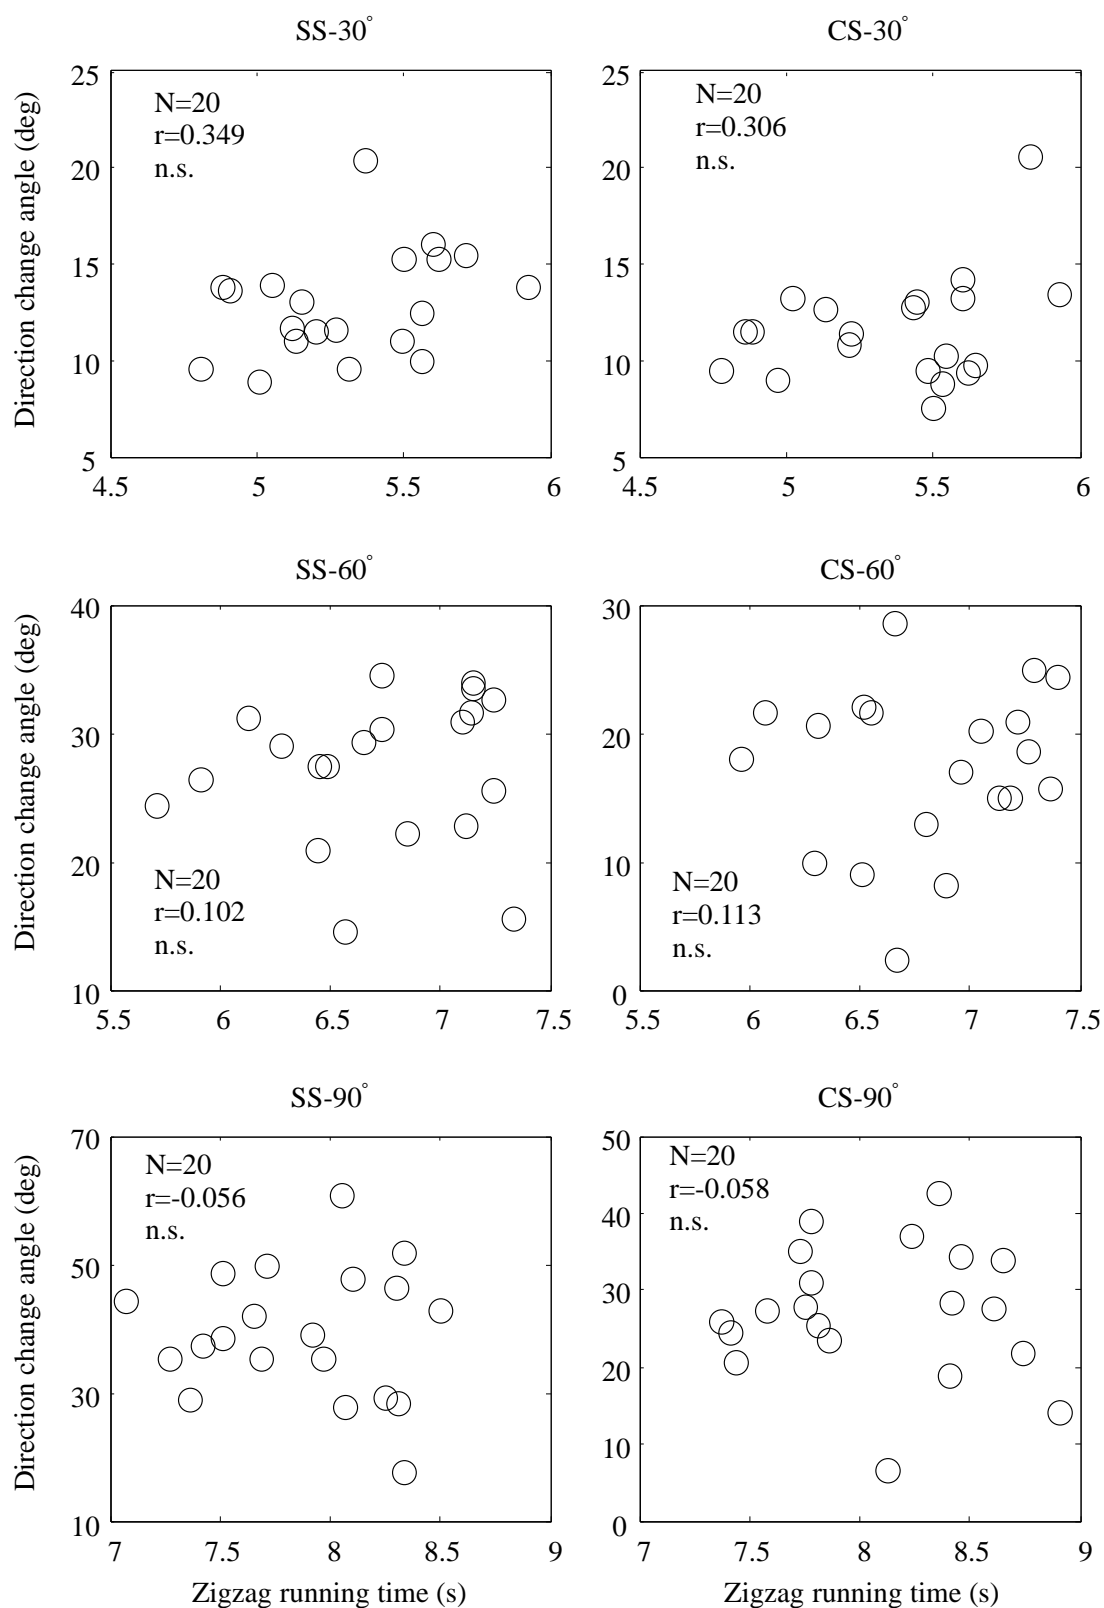 SS-30°
CS-30°
Direction change angle (deg)
25
20
15
10
5
4.5 5 5.5 6
N=20
r=0.349
n.s.
25
20
15
10
5
4.5 5 5.5 6
N=20
r=0.306
n.s.
SS-60°
CS-60°
Direction change angle (deg)
40
30
20
10
5.5 6 6.5 7 7.5
N=20
r=0.102
n.s.
30
20
10
0
5.5 6 6.5 7 7.5
N=20
r=0.113
n.s.
SS-90°
CS-90°
Direction change angle (deg)
70
50
30
10
7 7.5 8 8.5 9
N=20
r=-0.056
n.s.
Zigzag running time (s)
50
40
30
20
10
0
7 7.5 8 8.5 9
N=20
r=-0.058
n.s.
Zigzag running time (s)